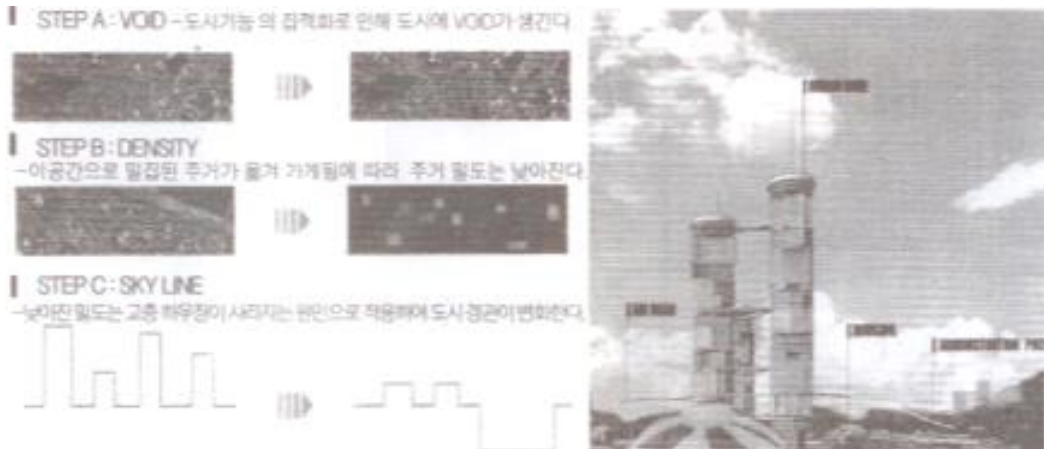 STEP A : VOID - 도시기능의 집적화로 인해 도시에 VOID가 생긴다.
STEP B : DENSITY
-이공간으로 밀집된 주거가 옮겨 가게됨에 따라 주거 밀도는 낮아진다.
STEP C : SKY LINE
-낮아진 밀도는 고층 하우징이 사라지는 원인으로 작용하여 도시 경관이 변화한다.